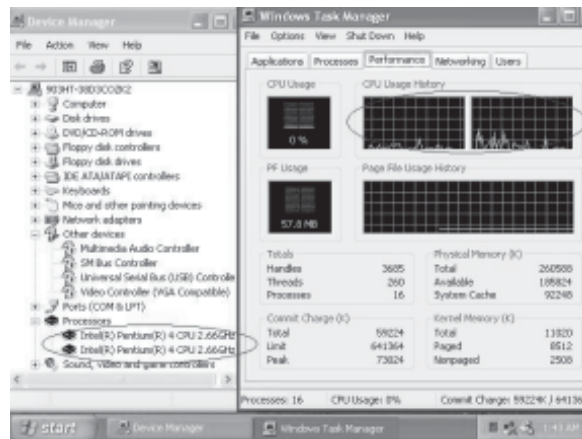 Device Manager
File Action View Help
Computer
Disk drives
DVD/CD-ROM drives
Floppy disk controllers
Floppy disk drives
IDE ATA/ATAPI controllers
Keyboards
Mice and other pointing devices
Network adapters
Other devices
Multimedia Audio Controller
SM Bus Controller
Universal Serial Bus (USB) Controlle
Video Controller (VGA Compatible)
Ports (COM & LPT)
Processors
Intel(R) Pentium(R) 4 CPU 2.66GHz
Intel(R) Pentium(R) 4 CPU 2.66GHz
Sound, video and game controllers
Windows Task Manager
File Options View Shut Down Help
Applications Processes Performance Networking Users
CPU Usage CPU Usage History
0 %
PF Usage Page File Usage History
57.8 MB
Totals
Handles 3685
Threads 260
Processes 16
Physical Memory (K)
Total 260588
Available 185824
System Cache 92248
Commit Charge (K)
Total 59224
Limit 641364
Peak 73024
Kernel Memory (K)
Total 11020
Paged 8512
Nonpaged 2508
Processes: 16 CPU Usage: 0% Commit Charge: 59224K / 64136
start Device Manager Windows Task Manager 1:43 AM